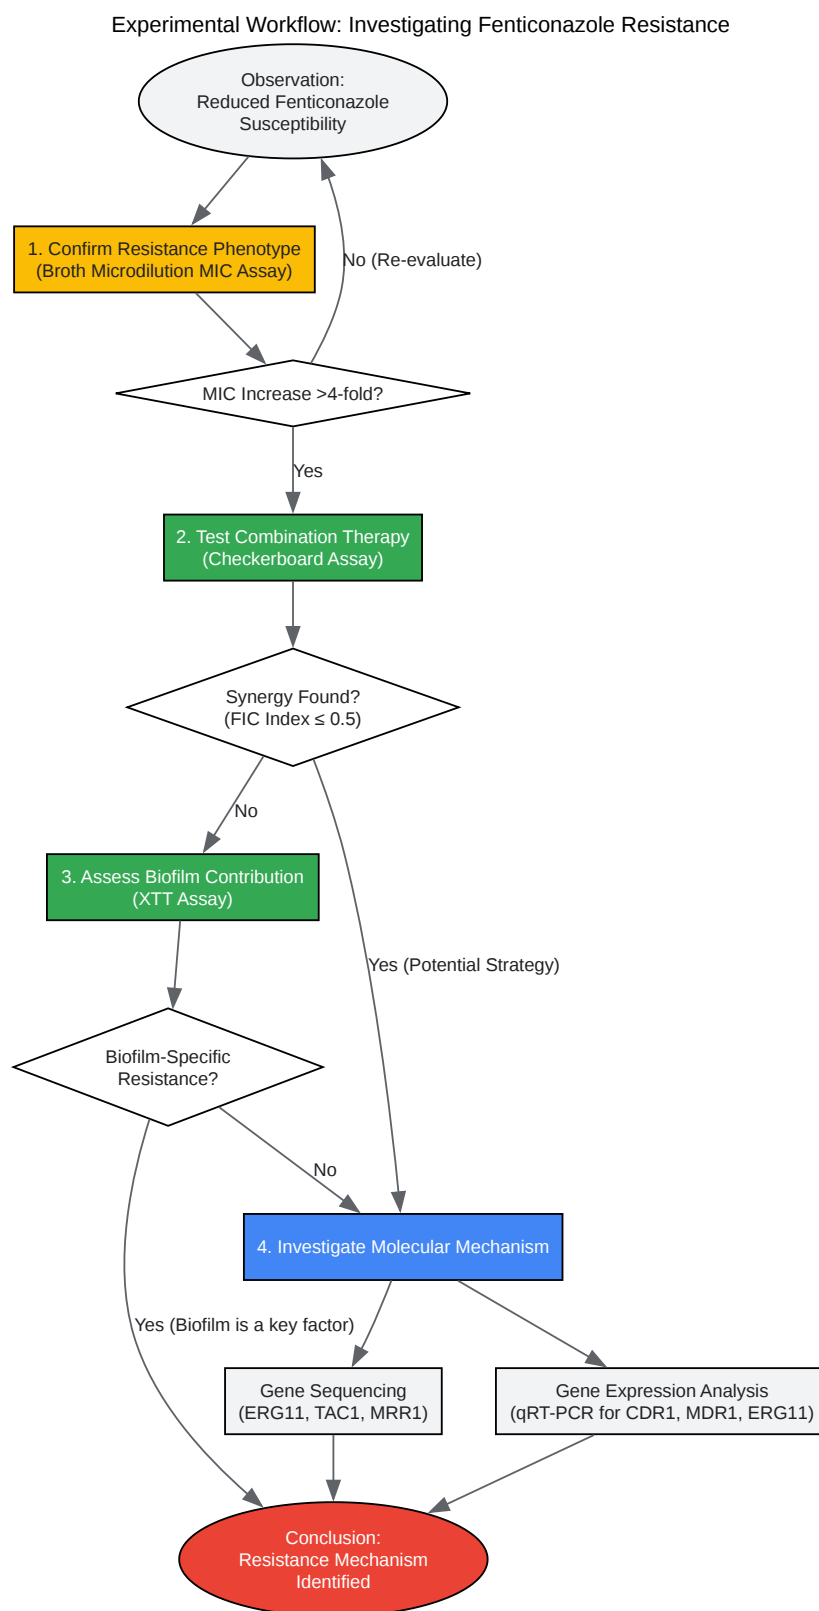 Experimental Workflow: Investigating Fenticonazole Resistance
Observation:
Reduced Fenticonazole
Susceptibility
1. Confirm Resistance Phenotype
(Broth Microdilution MIC Assay)
No (Re-evaluate)
MIC Increase >4-fold?
Yes
2. Test Combination Therapy
(Checkerboard Assay)
Synergy Found?
(FIC Index ≤ 0.5)
No
3. Assess Biofilm Contribution
(XTT Assay)
Yes (Potential Strategy)
Biofilm-Specific
Resistance?
No
4. Investigate Molecular Mechanism
Yes (Biofilm is a key factor)
Gene Sequencing
(ERG11, TAC1, MRR1)
Gene Expression Analysis
(qRT-PCR for CDR1, MDR1, ERG11)
Conclusion:
Resistance Mechanism
Identified